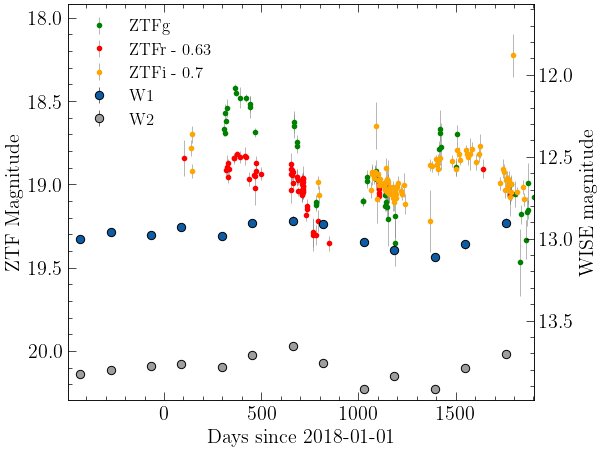 18.0
18.5
19.0
19.5
20.0
ZTF Magnitude
ZTFg
ZTFr - 0.63
ZTFi - 0.7
W1
W2
12.0
12.5
13.0
13.5
WISE magnitude
0 500 1000 1500
Days since 2018-01-01